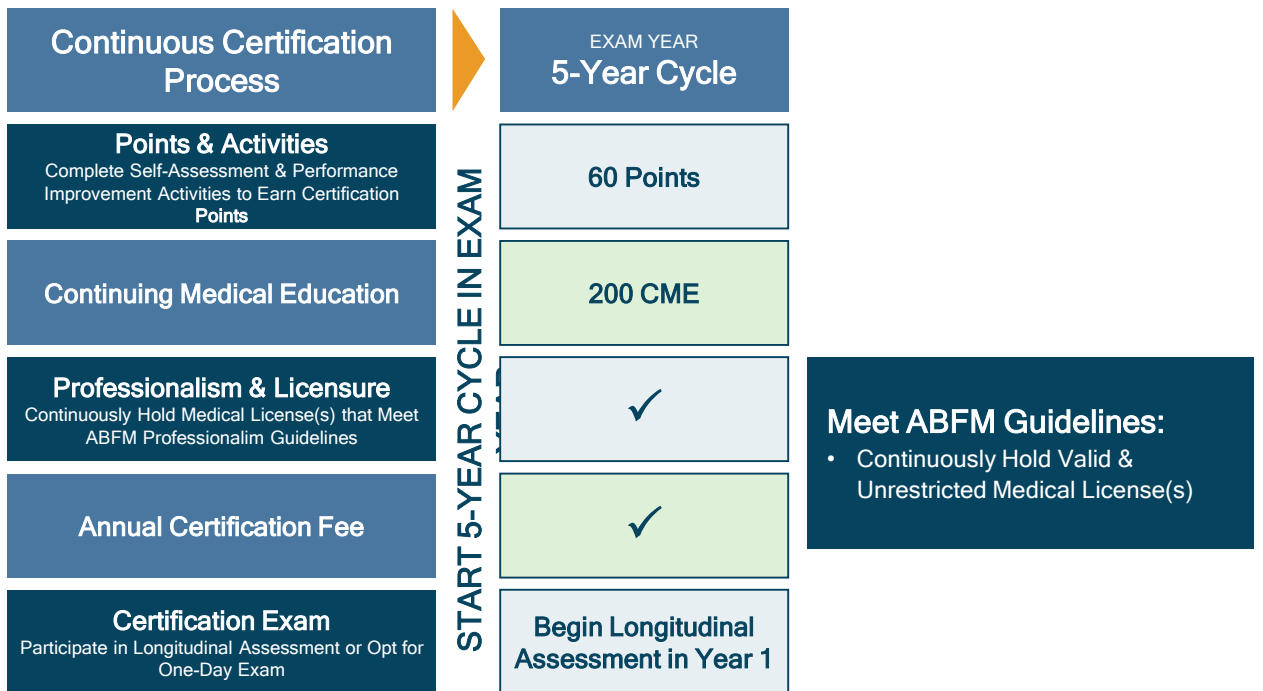 Continuous Certification
Process
EXAM YEAR
5-Year Cycle
Points & Activities
Complete Self-Assessment & Performance
Improvement Activities to Earn Certification
Points
60 Points
Continuing Medical Education
200 CME
Professionalism & Licensure
Continuously Hold Medical License(s) that Meet
ABFM Professionalim Guidelines
✓
Annual Certification Fee
✓
Certification Exam
Participate in Longitudinal Assessment or Opt for
One-Day Exam
Begin Longitudinal
Assessment in Year 1
START 5-YEAR CYCLE IN EXAM
Meet ABFM Guidelines:
• Continuously Hold Valid &
Unrestricted Medical License(s)